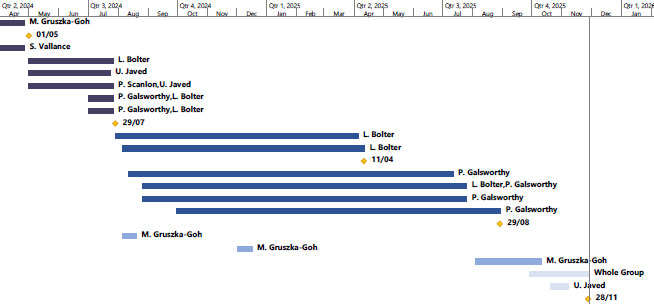 Qtr 2, 2024 Qtr 3, 2024 Qtr 4, 2024 Qtr 1, 2025 Qtr 2, 2025 Qtr 3, 2025 Qtr 4, 2025 Qtr 1, 2026
Apr May Jun Jul Aug Sep Oct Nov Dec Jan Feb Mar Apr May Jun Jul Aug Sep Oct Nov Dec Jan Feb
M. Gruszka-Goh
01/05
S. Vallance
L. Bolter
U. Javed
P. Scanlon,U. Javed
P. Galsworthy,L. Bolter
P. Galsworthy,L. Bolter
29/07
L. Bolter
L. Bolter
11/04
P. Galsworthy
L. Bolter,P. Galsworthy
P. Galsworthy
P. Galsworthy
29/08
M. Gruszka-Goh
M. Gruszka-Goh
M. Gruszka-Goh
Whole Group
U. Javed
28/11